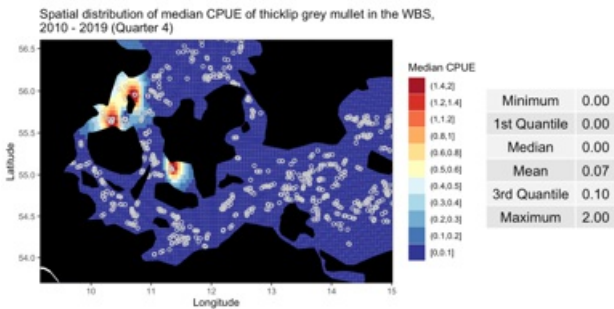 Spatial distribution of median CPUE of thicklip grey mullet in the WBS,
2010 - 2019 (Quarter 4)
Median CPUE
(1.4,2]
(1.2,1.4]
(1,1.2]
(0.8,1]
(0.6,0.8]
(0.5,0.6]
(0.4,0.5]
(0.3,0.4]
(0.2,0.3]
(0.1,0.2]
[0,0.1]
56.5
56.0
55.5
55.0
54.5
54.0
Latitude
10 11 12 13 14 15
Longitude
Minimum 0.00
1st Quantile 0.00
Median 0.00
Mean 0.07
3rd Quantile 0.10
Maximum 2.00